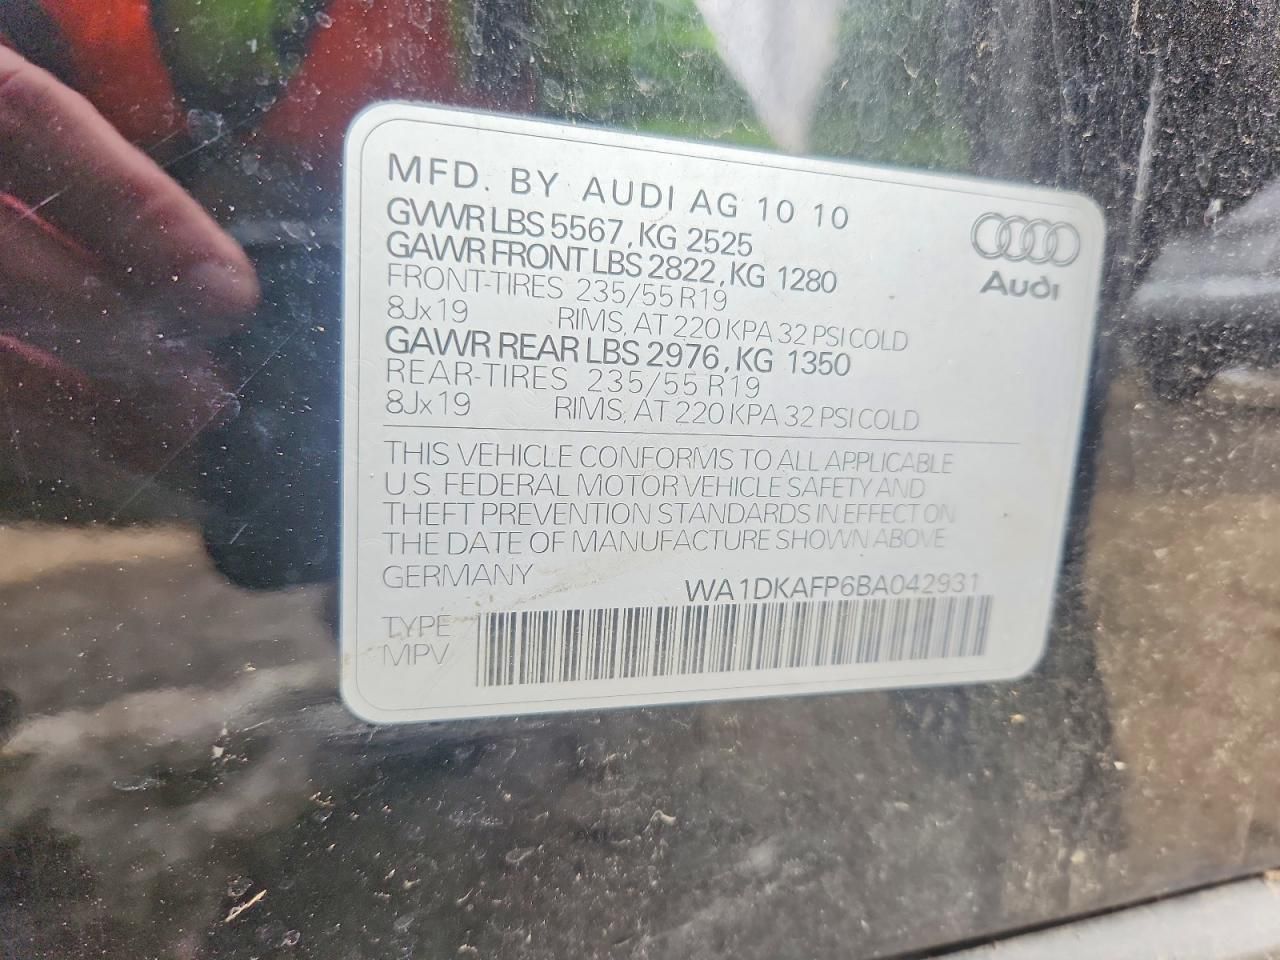 MFD. BY AUDI AG 10 10
GVWR LBS 5567, KG 2525
GAWR FRONT LBS 2822, KG 1280
FRONT-TIRES 235/55 R19
8Jx19 RIMS, AT 220 KPA 32 PSI COLD
GAWR REAR LBS 2976, KG 1350
REAR-TIRES 235/55 R19
8Jx19 RIMS, AT 220 KPA 32 PSI COLD
Audi
THIS VEHICLE CONFORMS TO ALL APPLICABLE
U.S. FEDERAL MOTOR VEHICLE SAFETY AND
THEFT PREVENTION STANDARDS IN EFFECT ON
THE DATE OF MANUFACTURE SHOWN ABOVE
GERMANY WA1DKAFP6BA042931
TYPE
MPV